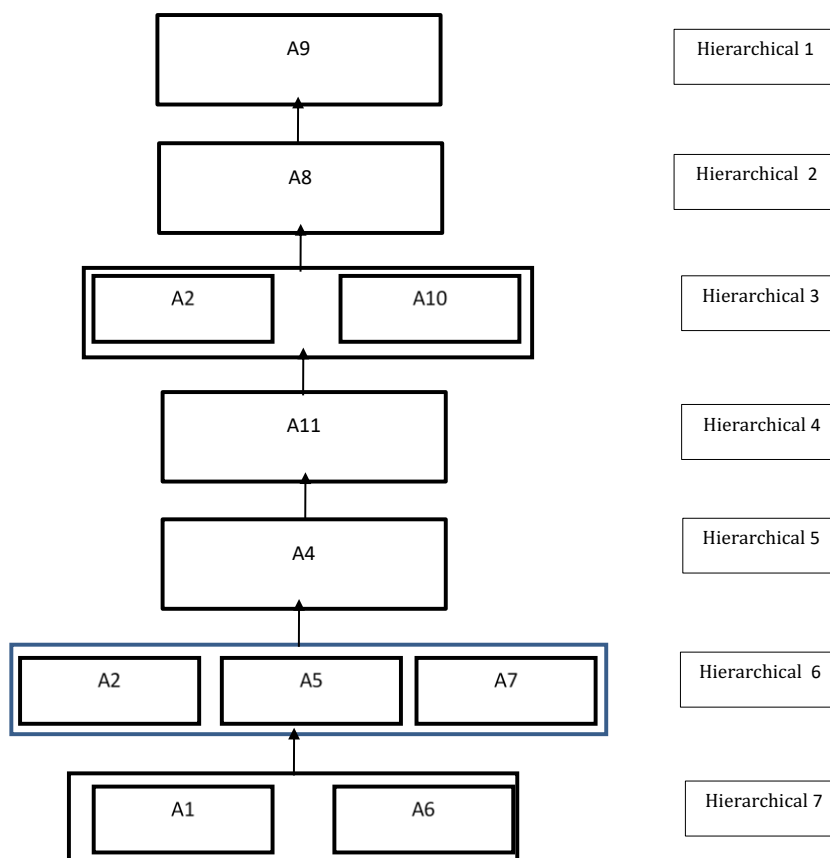 A9
Hierarchical 1
A8
Hierarchical 2
A2
A10
Hierarchical 3
A11
Hierarchical 4
A4
Hierarchical 5
A2
A5
A7
Hierarchical 6
A1
A6
Hierarchical 7